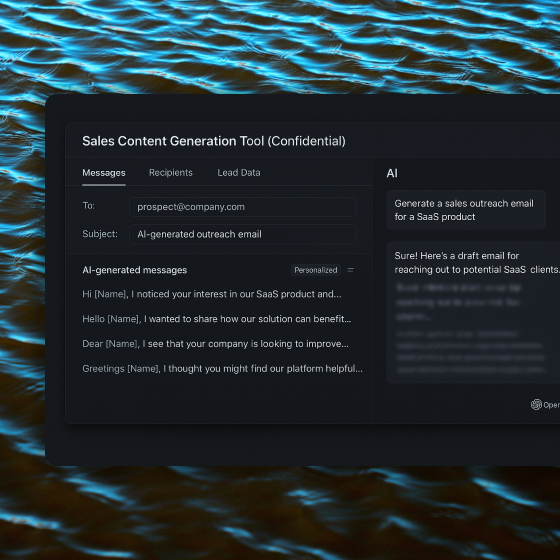 Sales Content Generation Tool (Confidential)
Messages Recipients Lead Data
To: prospect@company.com
Subject: AI-generated outreach email
AI-generated messages Personalized
Hi [Name], I noticed your interest in our SaaS product and...
Hello [Name], I wanted to share how our solution can benefit...
Dear [Name], I see that your company is looking to improve...
Greetings [Name], I thought you might find our platform helpful...
AI
Generate a sales outreach email
for a SaaS product
Sure! Here's a draft email for
reaching out to potential SaaS clients.
Open